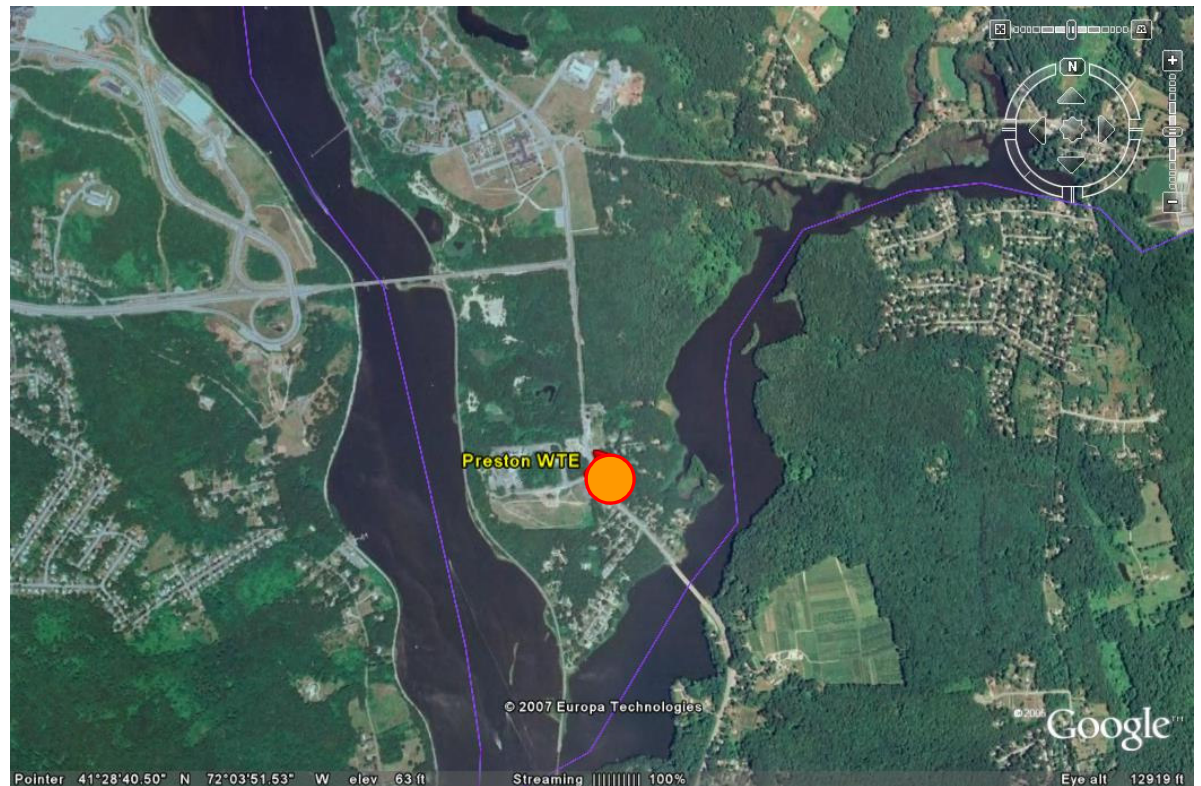 N
Preston WTE
© 2007 Europa Technologies
Google™
Pointer 41°28'40.50" N 72°03'51.53" W elev 63 ft Streaming |||||||||| 100% Eye alt 12919 ft